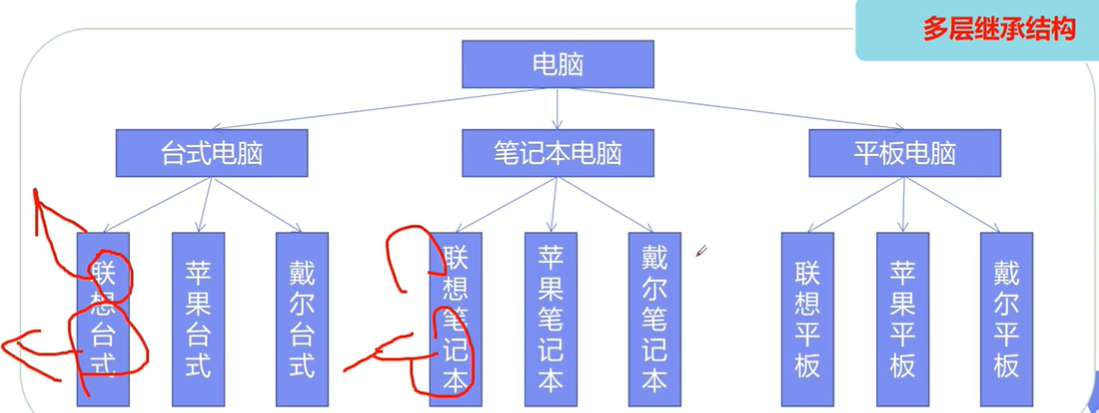 多层继承结构
电脑
台式电脑
笔记本电脑
平板电脑
联想台式
苹果台式
戴尔台式
联想笔记本
苹果笔记本
戴尔笔记本
联想平板
苹果平板
戴尔平板